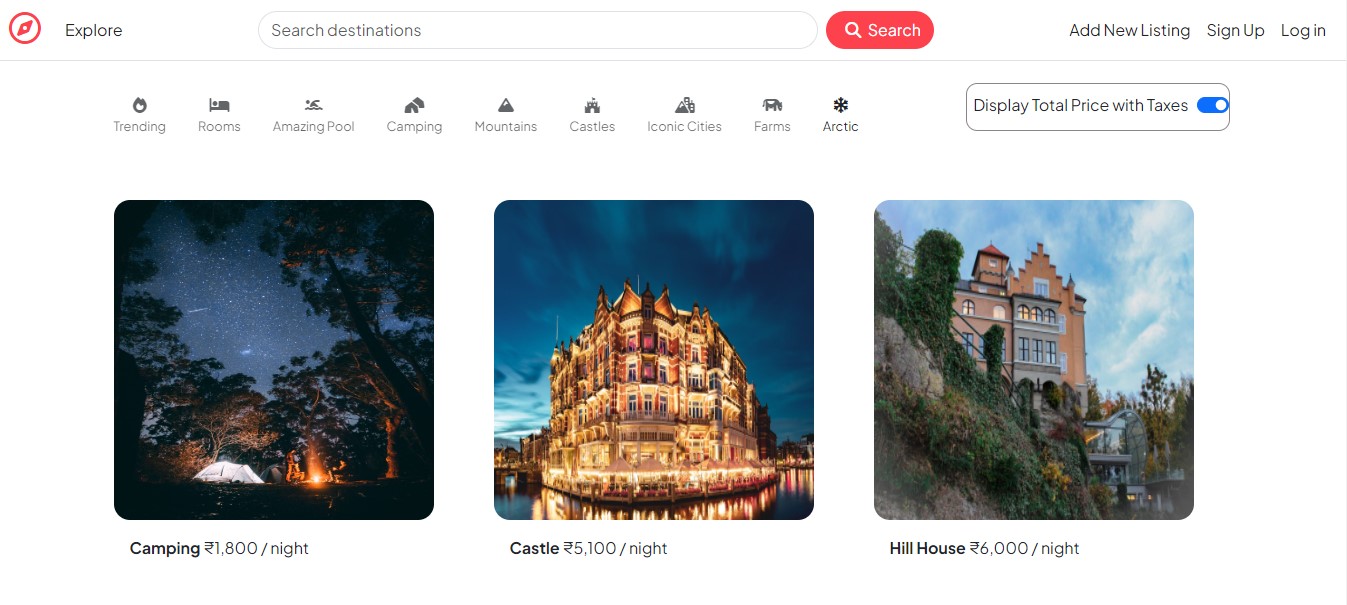 Explore Search destinations Search Add New Listing Sign Up Log in
Trending Rooms Amazing Pool Camping Mountains Castles Iconic Cities Farms Arctic Display Total Price with Taxes
Camping ₹1,800 / night
Castle ₹5,100 / night
Hill House ₹6,000 / night